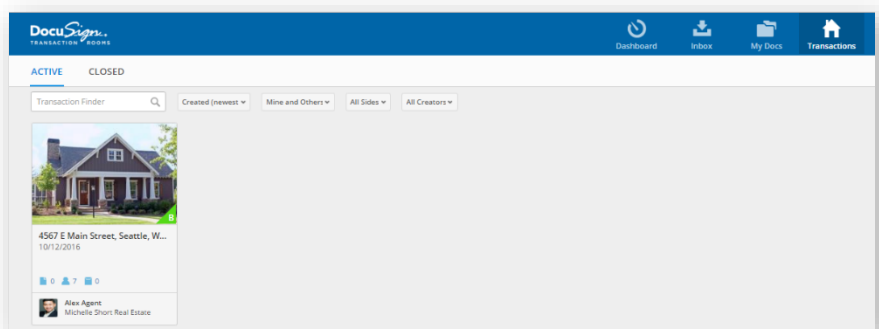 DocuSign.
TRANSACTION ROOMS
Dashboard
Inbox
My Docs
Transactions
ACTIVE CLOSED
Transaction Finder
Created (newest
Mine and Others
All Sides
All Creators
B
4567 E Main Street, Seattle, W...
10/12/2016
0 7 0
Alex Agent
Michelle Short Real Estate